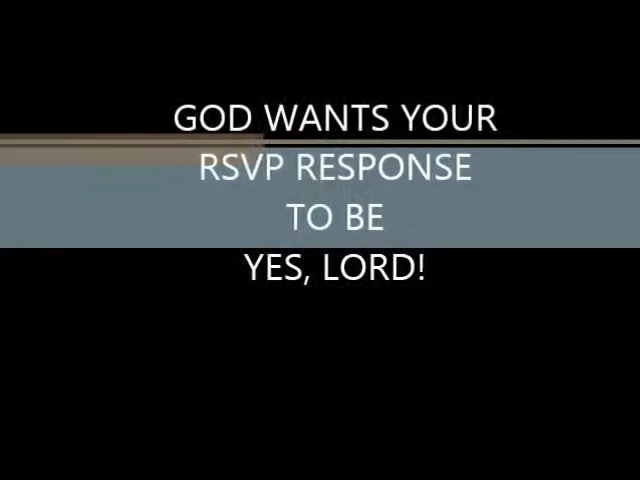 GOD WANTS YOUR
RSVP RESPONSE
TO BE
YES, LORD!